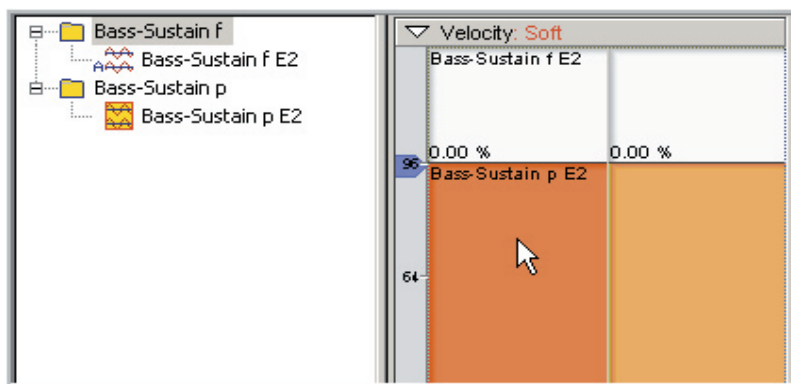 Bass-Sustain f
A Bass-Sustain f E2
Bass-Sustain p
Bass-Sustain p E2
Velocity: Soft
Bass-Sustain f E2
0.00 % 0.00 %
96
Bass-Sustain p E2
64